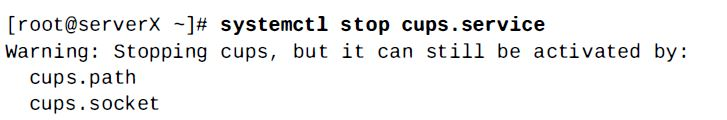 [root@serverX ~]# systemctl stop cups.service
Warning: Stopping cups, but it can still be activated by:
  cups.path
  cups.socket